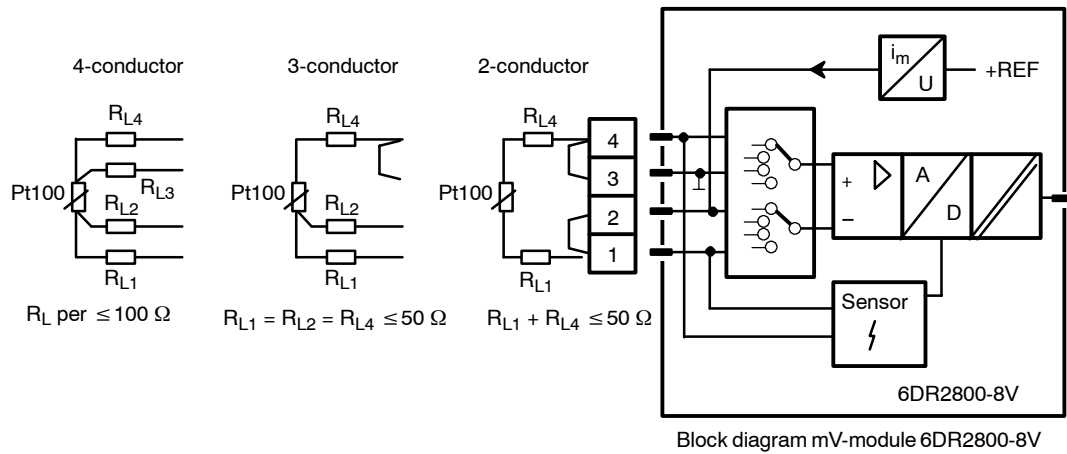 4-conductor
3-conductor
2-conductor
R_L4
R_L3
Pt100
R_L2
R_L1
R_L per ≤ 100 Ω
R_L4
Pt100
R_L2
R_L1
R_L1 = R_L2 = R_L4 ≤ 50 Ω
R_L4
Pt100
R_L1
R_L1 + R_L4 ≤ 50 Ω
4
3
2
1
i_m
U
+REF
+
−
A
D
Sensor
6DR2800-8V
Block diagram mV-module 6DR2800-8V